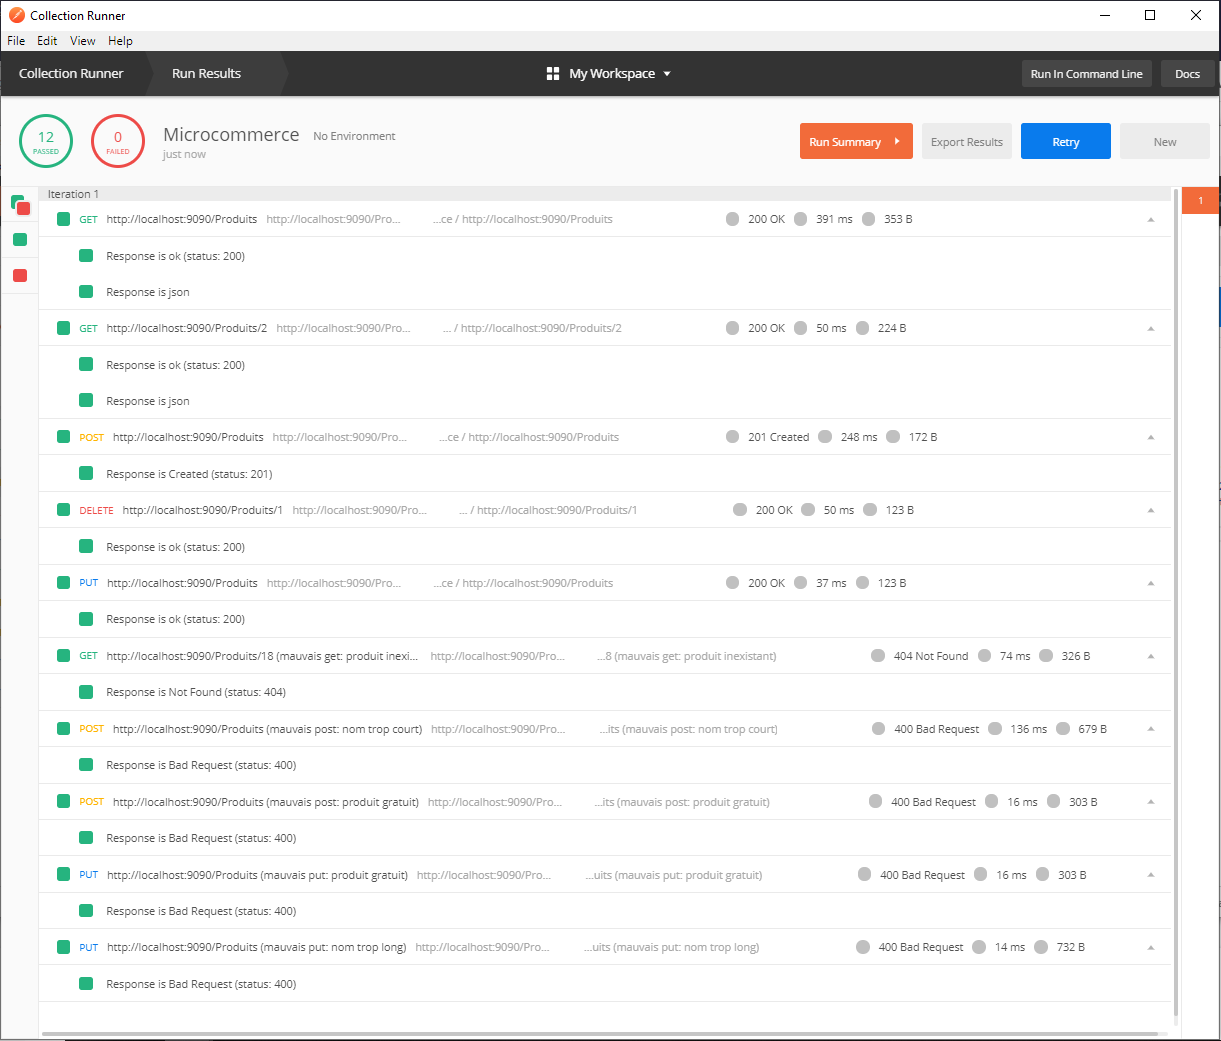 Collection Runner
File Edit View Help
Collection Runner Run Results My Workspace Run In Command Line Docs
12 PASSED 0 FAILED Microcommerce No Environment
just now
Run Summary Export Results Retry New
Iteration 1
1
GET http://localhost:9090/Produits http://localhost:9090/Pro... ...ce / http://localhost:9090/Produits 200 OK 391 ms 353 B
Response is ok (status: 200)
Response is json
GET http://localhost:9090/Produits/2 http://localhost:9090/Pro... ... / http://localhost:9090/Produits/2 200 OK 50 ms 224 B
Response is ok (status: 200)
Response is json
POST http://localhost:9090/Produits http://localhost:9090/Pro... ...ce / http://localhost:9090/Produits 201 Created 248 ms 172 B
Response is Created (status: 201)
DELETE http://localhost:9090/Produits/1 http://localhost:9090/Pro... ... / http://localhost:9090/Produits/1 200 OK 50 ms 123 B
Response is ok (status: 200)
PUT http://localhost:9090/Produits http://localhost:9090/Pro... ...ce / http://localhost:9090/Produits 200 OK 37 ms 123 B
Response is ok (status: 200)
GET http://localhost:9090/Produits/18 (mauvais get: produit inexi... http://localhost:9090/Pro... ...8 (mauvais get: produit inexistant) 404 Not Found 74 ms 326 B
Response is Not Found (status: 404)
POST http://localhost:9090/Produits (mauvais post: nom trop court) http://localhost:9090/Pro... ...its (mauvais post: nom trop court) 400 Bad Request 136 ms 679 B
Response is Bad Request (status: 400)
POST http://localhost:9090/Produits (mauvais post: produit gratuit) http://localhost:9090/Pro... ...its (mauvais post: produit gratuit) 400 Bad Request 16 ms 303 B
Response is Bad Request (status: 400)
PUT http://localhost:9090/Produits (mauvais put: produit gratuit) http://localhost:9090/Pro... ...uits (mauvais put: produit gratuit) 400 Bad Request 16 ms 303 B
Response is Bad Request (status: 400)
PUT http://localhost:9090/Produits (mauvais put: nom trop long) http://localhost:9090/Pro... ...uits (mauvais put: nom trop long) 400 Bad Request 14 ms 732 B
Response is Bad Request (status: 400)